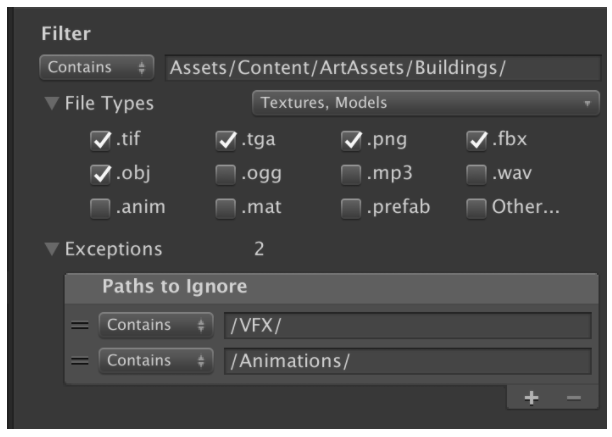 Filter
Contains Assets/Content/ArtAssets/Buildings/
File Types Textures, Models
.tif .tga .png .fbx
.obj .ogg .mp3 .wav
.anim .mat .prefab Other...
Exceptions 2
Paths to Ignore
Contains /VFX/
Contains /Animations/
+ −